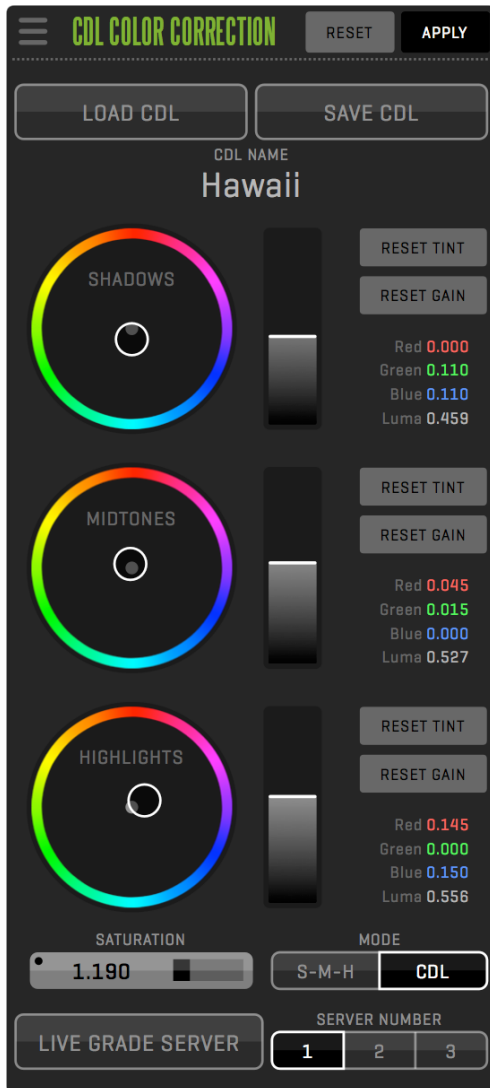 CDL COLOR CORRECTION RESET APPLY
LOAD CDL SAVE CDL
CDL NAME
Hawaii
SHADOWS
RESET TINT
RESET GAIN
Red 0.000
Green 0.110
Blue 0.110
Luma 0.459
MIDTONES
RESET TINT
RESET GAIN
Red 0.045
Green 0.015
Blue 0.000
Luma 0.527
HIGHLIGHTS
RESET TINT
RESET GAIN
Red 0.145
Green 0.000
Blue 0.150
Luma 0.556
SATURATION MODE
1.190 S-M-H CDL
LIVE GRADE SERVER
SERVER NUMBER
1 2 3